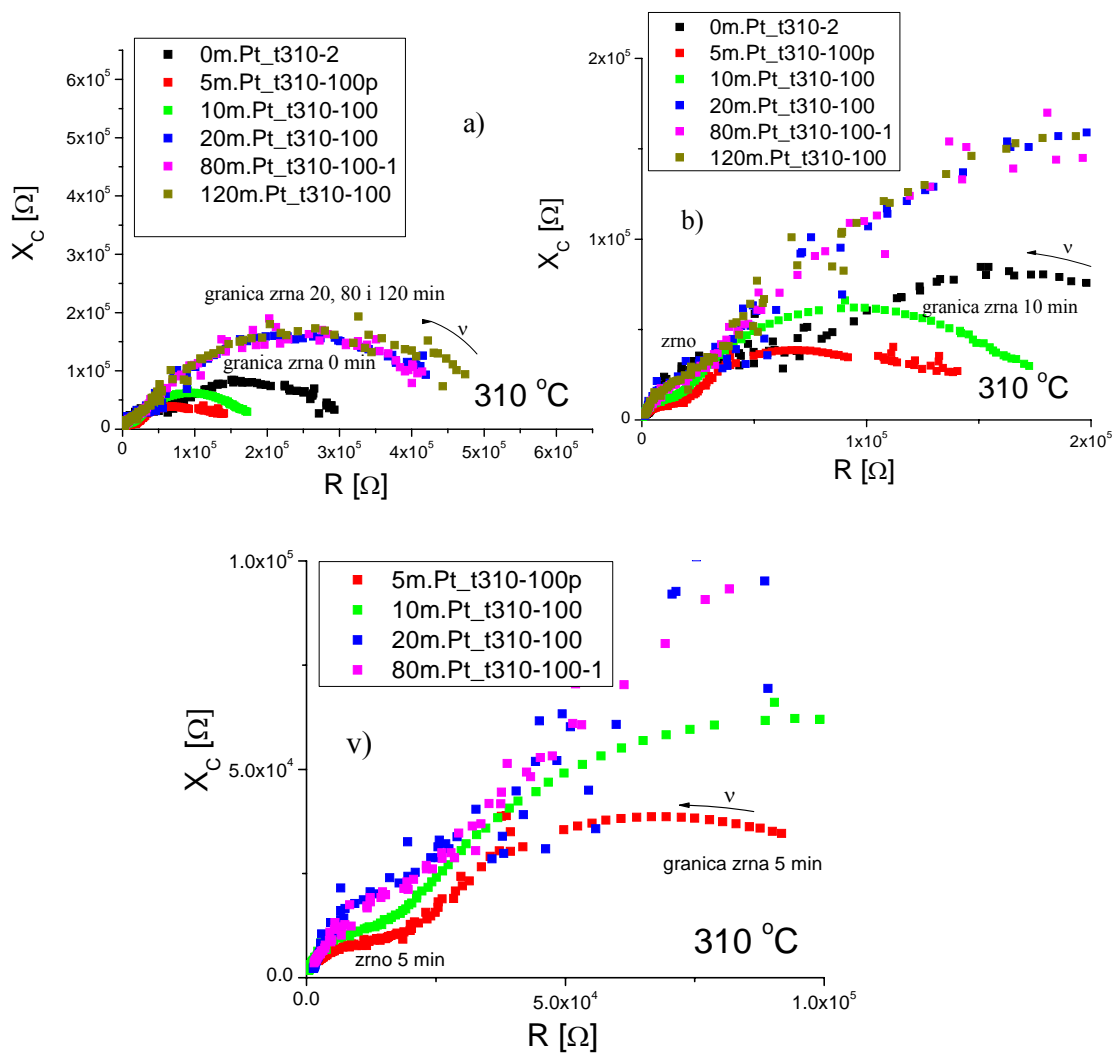 0m.Pt_t310-2
5m.Pt_t310-100p
10m.Pt_t310-100
20m.Pt_t310-100
80m.Pt_t310-100-1
120m.Pt_t310-100
a)
6x10⁵
5x10⁵
4x10⁵
3x10⁵
2x10⁵
1x10⁵
0
X_C [Ω]
granica zrna 20, 80 i 120 min
ν
granica zrna 0 min
310 °C
0 1x10⁵ 2x10⁵ 3x10⁵ 4x10⁵ 5x10⁵ 6x10⁵
R [Ω]
0m.Pt_t310-2
5m.Pt_t310-100p
10m.Pt_t310-100
20m.Pt_t310-100
80m.Pt_t310-100-1
120m.Pt_t310-100
b)
2x10⁵
1x10⁵
0
X_C [Ω]
ν
granica zrna 10 min
zrno
310 °C
0 1x10⁵ 2x10⁵
R [Ω]
5m.Pt_t310-100p
10m.Pt_t310-100
20m.Pt_t310-100
80m.Pt_t310-100-1
v)
1.0x10⁵
5.0x10⁴
0.0
X_C [Ω]
ν
granica zrna 5 min
310 °C
zrno 5 min
0.0 5.0x10⁴ 1.0x10⁵
R [Ω]